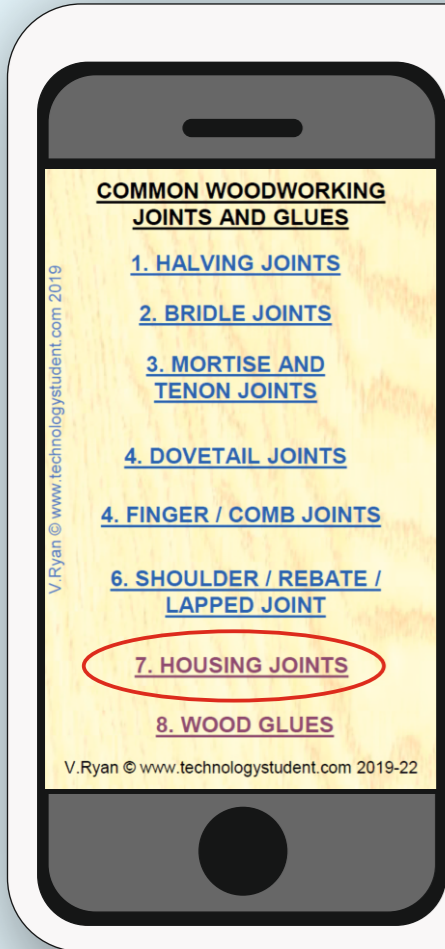 COMMON WOODWORKING
JOINTS AND GLUES
1. HALVING JOINTS
2. BRIDLE JOINTS
3. MORTISE AND
TENON JOINTS
4. DOVETAIL JOINTS
4. FINGER / COMB JOINTS
6. SHOULDER / REBATE /
LAPPED JOINT
7. HOUSING JOINTS
8. WOOD GLUES
V.Ryan © www.technologystudent.com 2019-22
V.Ryan © www.technologystudent.com 2019